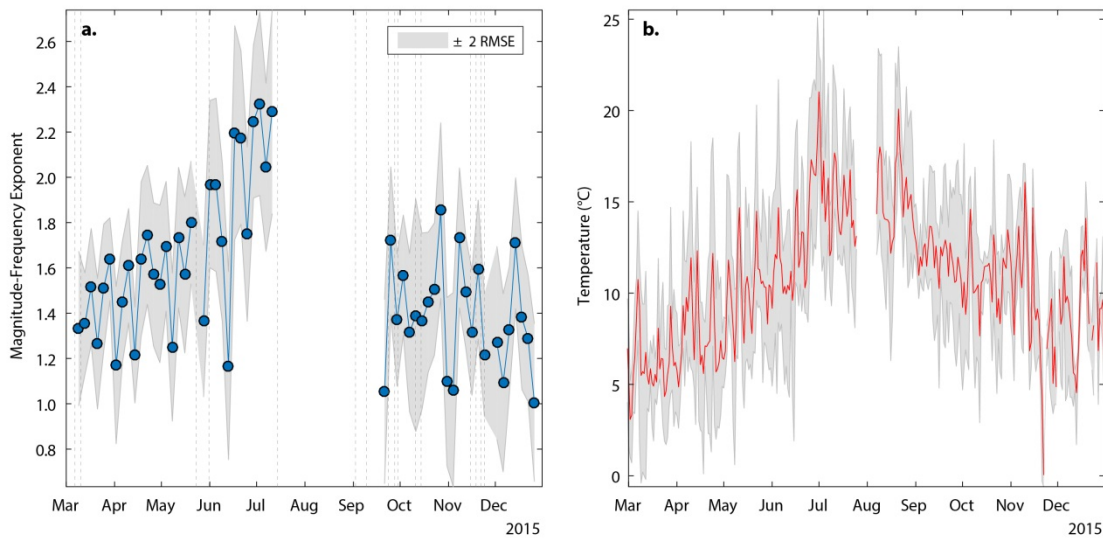 a.
± 2 RMSE
2.6
2.4
2.2
2.0
1.8
1.6
1.4
1.2
1.0
0.8
Magnitude-Frequency Exponent
Mar Apr May Jun Jul Aug Sep Oct Nov Dec
2015
b.
25
20
15
10
5
0
Temperature (°C)
Mar Apr May Jun Jul Aug Sep Oct Nov Dec
2015